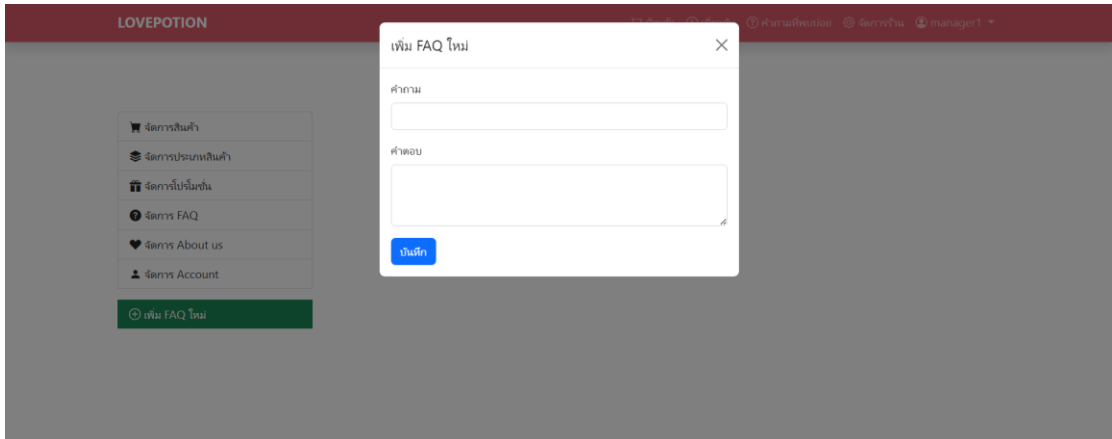 LOVEPOTION
คำถามที่พบบ่อย จัดการร้าน manager1
เพิ่ม FAQ ใหม่
คำถาม
คำตอบ
บันทึก
จัดการสินค้า
จัดการประเภทสินค้า
จัดการโปรโมชั่น
จัดการ FAQ
จัดการ About us
จัดการ Account
เพิ่ม FAQ ใหม่